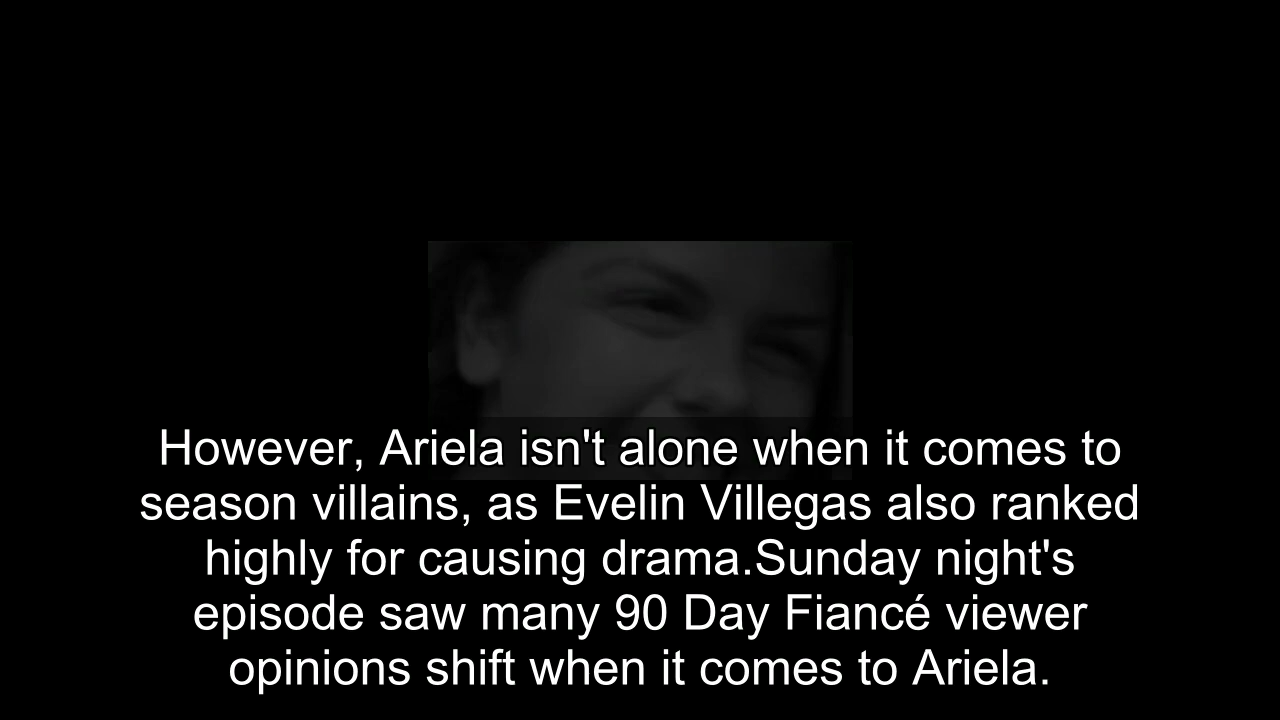 However, Ariela isn't alone when it comes to
season villains, as Evelin Villegas also ranked
highly for causing drama.Sunday night's
episode saw many 90 Day Fiancé viewer
opinions shift when it comes to Ariela.